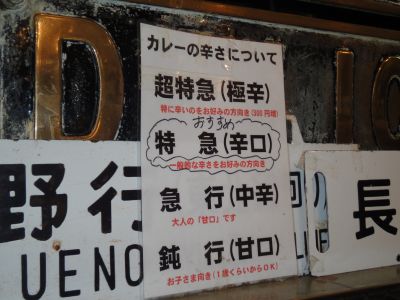 カレーの辛さについて
超特急(極辛)
特に辛いのをお好みの方向き(300円増)
おすすめ
特 急(辛口)
一般的な辛さをお好みの方向き
急 行(中辛)
大人の「甘口」です
鈍 行(甘口)
お子さま向き(1歳くらいからOK)
D
野行
UENO
長